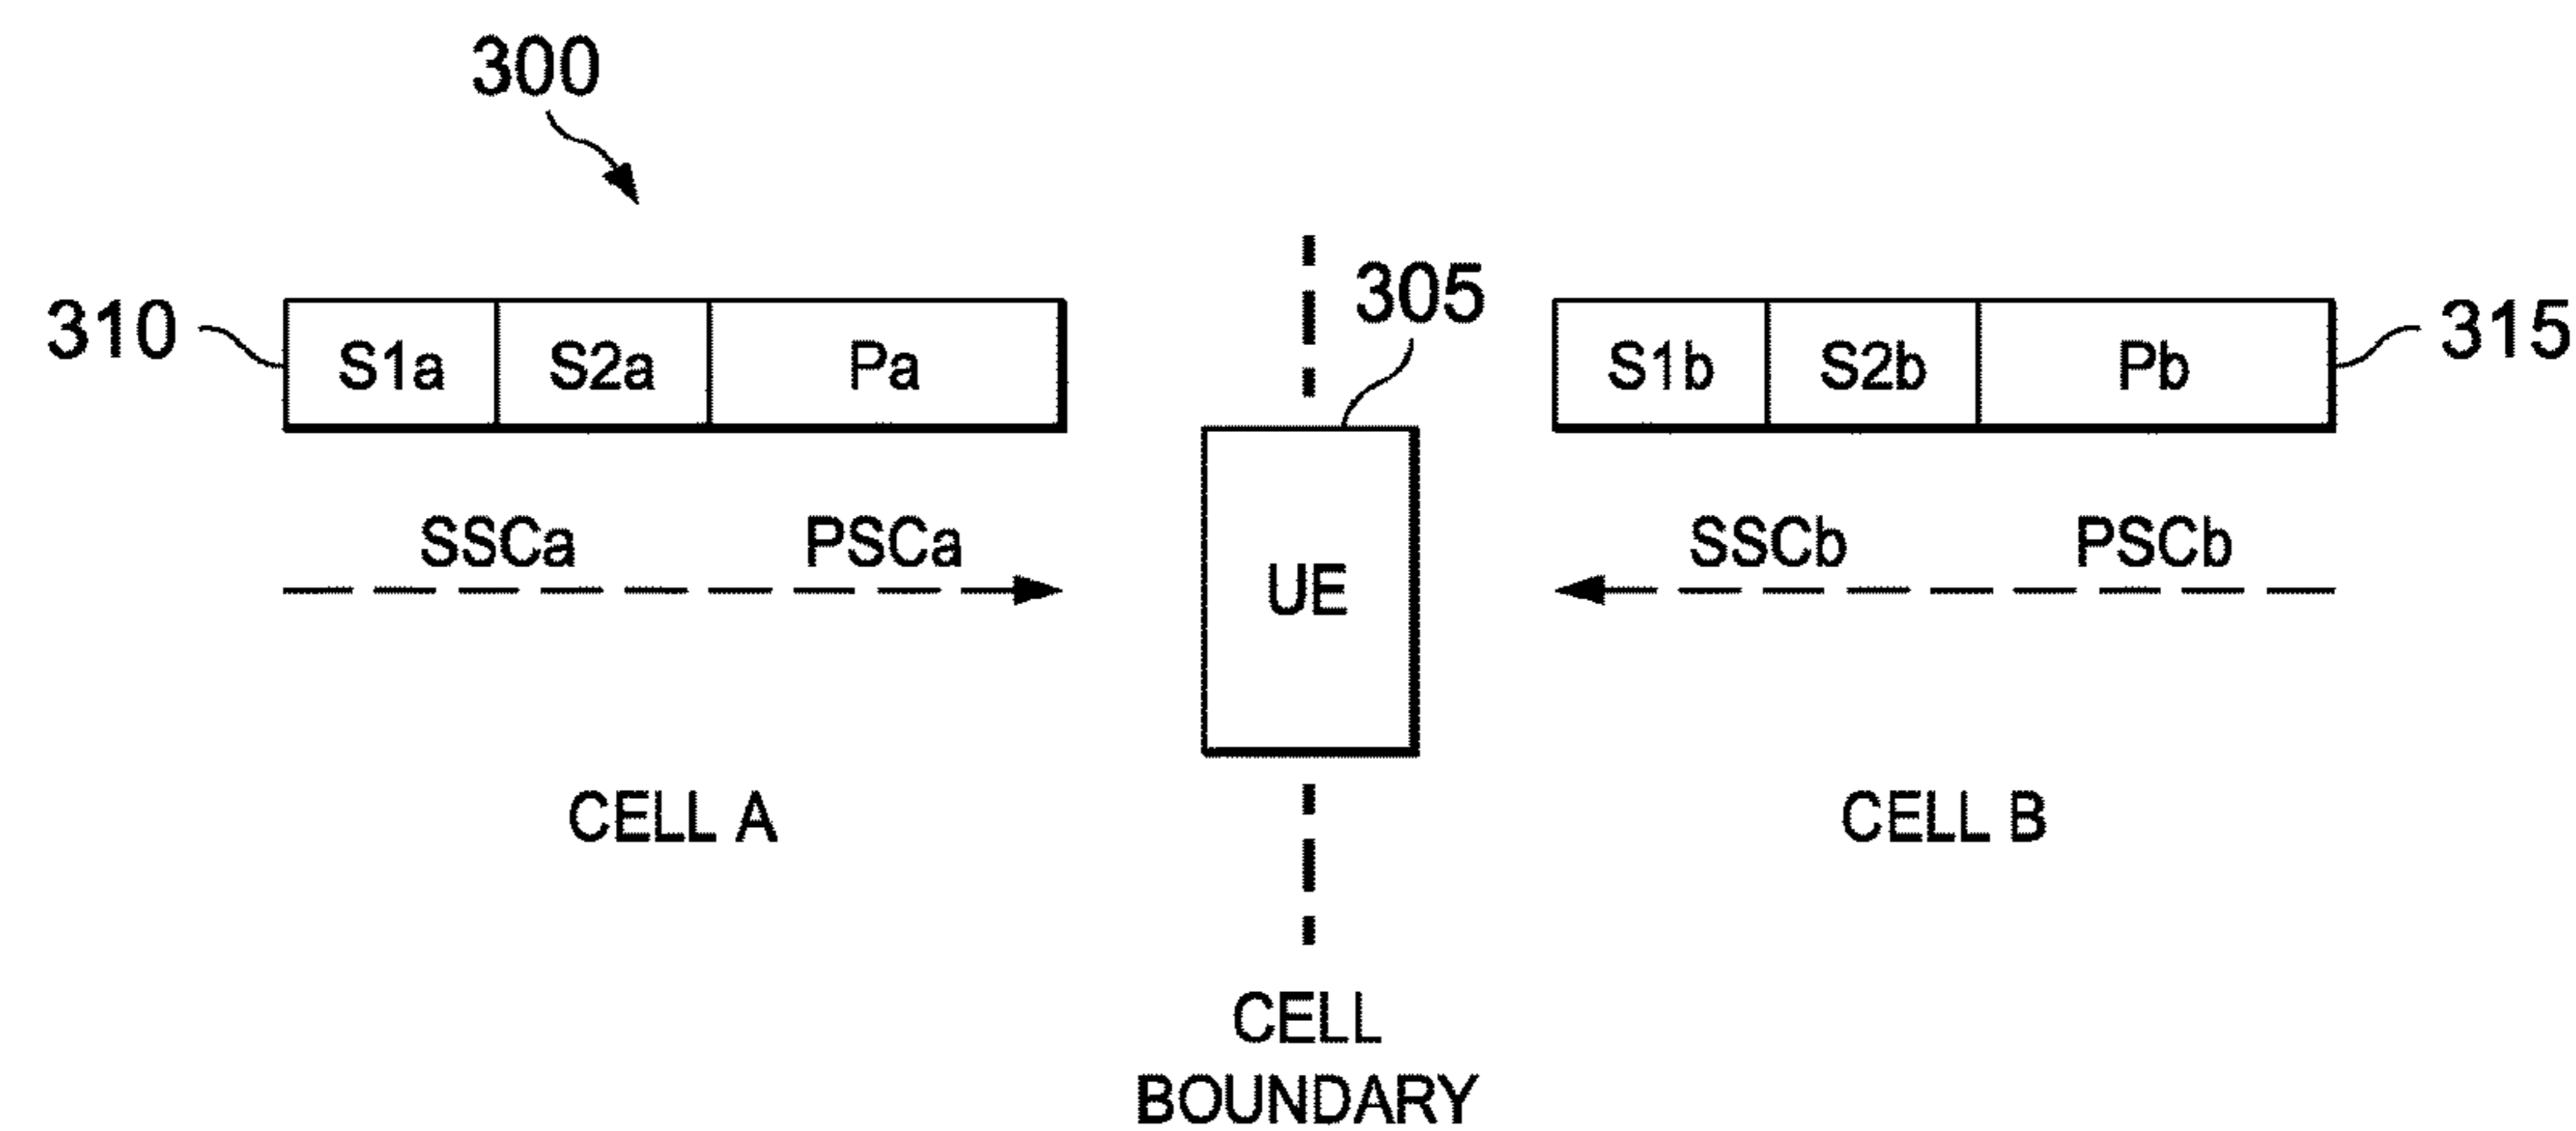 300
305
310
S1a S2a Pa
S1b S2b Pb
315
SSCa PSCa
UE
SSCb PSCb
CELL A
CELL B
CELL
BOUNDARY